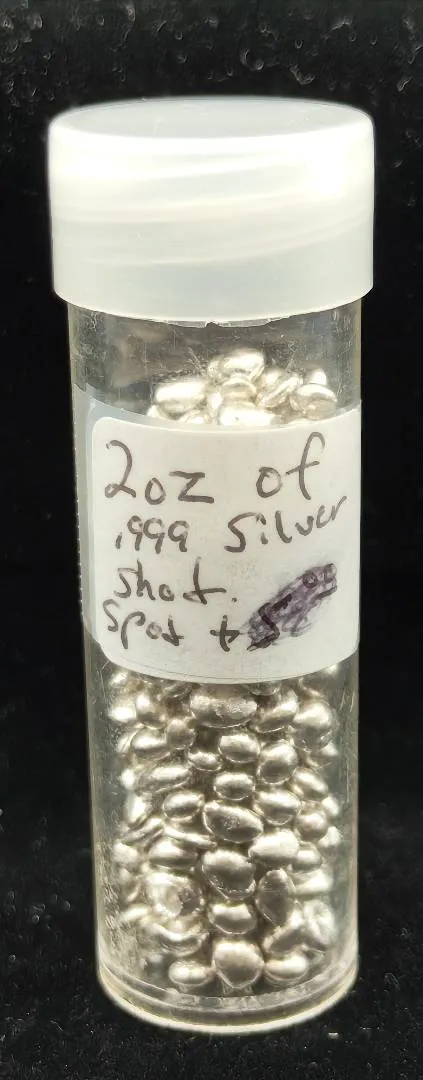 2oz of
.999 Silver
shot.
Spot +